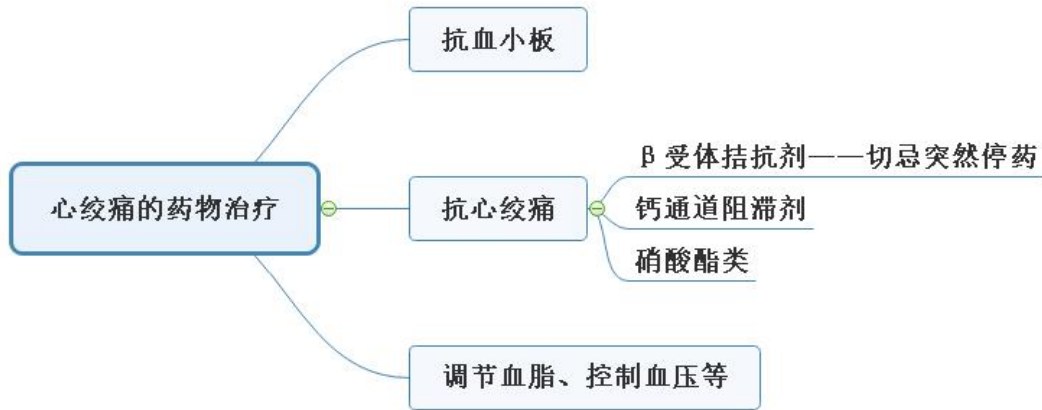 抗血小板
心绞痛的药物治疗
抗心绞痛
β受体拮抗剂——切忌突然停药
钙通道阻滞剂
硝酸酯类
调节血脂、控制血压等